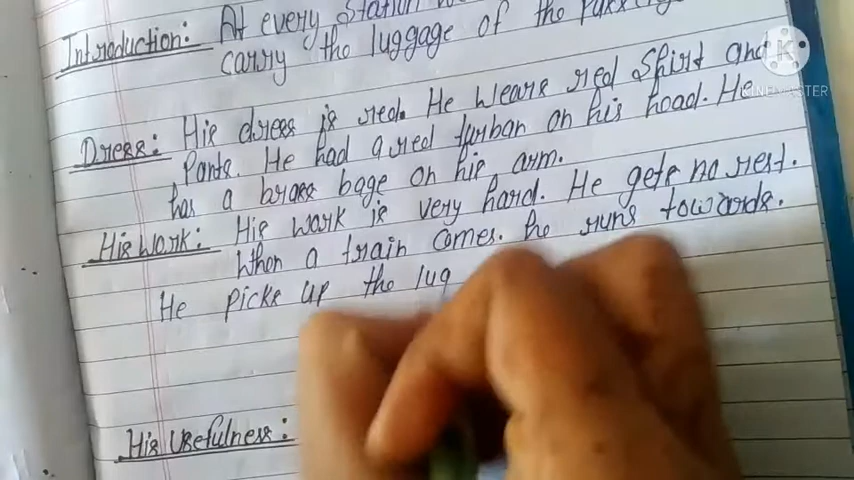 Introduction: At every station
carry the luggage of the
KINEMASTER
Dress: His dress is red. He wears red Shirt and
Pants. He had a red turban on his head. He
has a brass bage on his arm.
His work: His work is very hard. He gets no rest.
When a train comes. he runs towards.
He picks up the lug
His Usefulness: